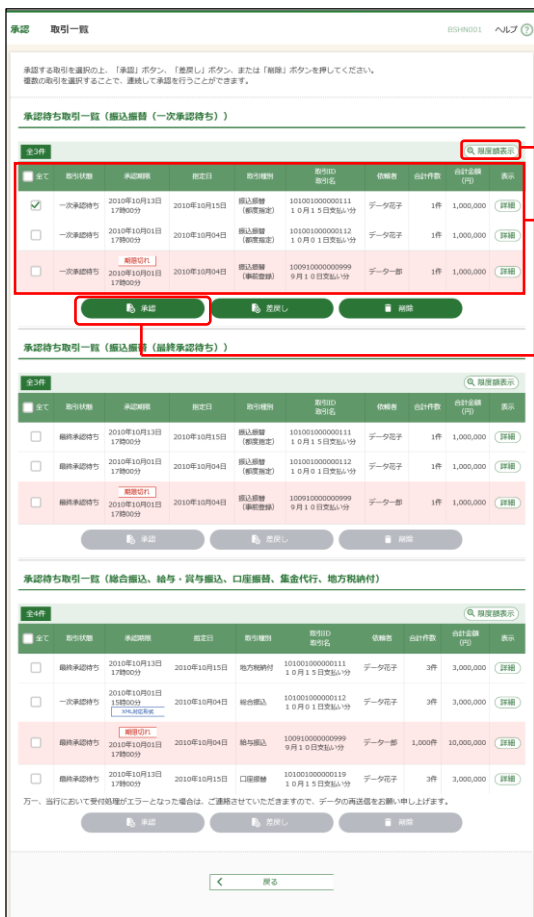 承認 取引一覧 BSHN001 ヘルプ ?
承認する取引を選択の上、「承認」ボタン、「差戻し」ボタン、または「削除」ボタンを押してください。
複数の取引を選択することで、連続して承認を行うことができます。
承認待ち取引一覧（振込振替（一次承認待ち））
全3件 限度額表示
全て 取引状態 承認期限 指定日 取引種別 取引ID 取引名 依頼者 合計件数 合計金額(円) 表示
一次承認待ち 2010年10月13日 17時00分 2010年10月15日 振込振替（都度指定） 101001000000111 １０月１５日支払い分 データ花子 1件 1,000,000 詳細
一次承認待ち 2010年10月01日 17時00分 2010年10月04日 振込振替（都度指定） 101001000000112 １０月０１日支払い分 データ花子 1件 1,000,000 詳細
一次承認待ち 期限切れ 2010年10月01日 17時00分 2010年10月04日 振込振替（事前登録） 100910000000999 ９月１０日支払い分 データ一郎 1件 1,000,000 詳細
承認 差戻し 削除
承認待ち取引一覧（振込振替（最終承認待ち））
全3件 限度額表示
全て 取引状態 承認期限 指定日 取引種別 取引ID 取引名 依頼者 合計件数 合計金額(円) 表示
最終承認待ち 2010年10月13日 17時00分 2010年10月15日 振込振替（都度指定） 101001000000111 １０月１５日支払い分 データ花子 1件 1,000,000 詳細
最終承認待ち 2010年10月01日 17時00分 2010年10月04日 振込振替（都度指定） 101001000000112 １０月０１日支払い分 データ花子 1件 1,000,000 詳細
最終承認待ち 期限切れ 2010年10月01日 17時00分 2010年10月04日 振込振替（事前登録） 100910000000999 ９月１０日支払い分 データ一郎 1件 1,000,000 詳細
承認 差戻し 削除
承認待ち取引一覧（総合振込、給与・賞与振込、口座振替、集金代行、地方税納付）
全4件 限度額表示
全て 取引状態 承認期限 指定日 取引種別 取引ID 取引名 依頼者 合計件数 合計金額(円) 表示
最終承認待ち 2010年10月13日 17時00分 2010年10月15日 地方税納付 101001000000111 １０月１５日支払い分 データ花子 3件 3,000,000 詳細
一次承認待ち 2010年10月01日 15時00分 2010年10月04日 総合振込 101001000000112 １０月０１日支払い分 データ花子 3件 3,000,000 詳細
最終承認待ち 期限切れ 2010年10月01日 17時00分 2010年10月04日 給与振込 100910000000999 ９月１０日支払い分 データ一郎 1,000件 10,000,000 詳細
最終承認待ち 2010年10月13日 17時00分 2010年10月15日 口座振替 101001000000119 １０月１５日支払い分 データ花子 3件 3,000,000 詳細
万一、当行において受付処理がエラーとなった場合は、ご連絡させていただきますので、データの再送信をお願い申し上げます。
承認 差戻し 削除
戻る